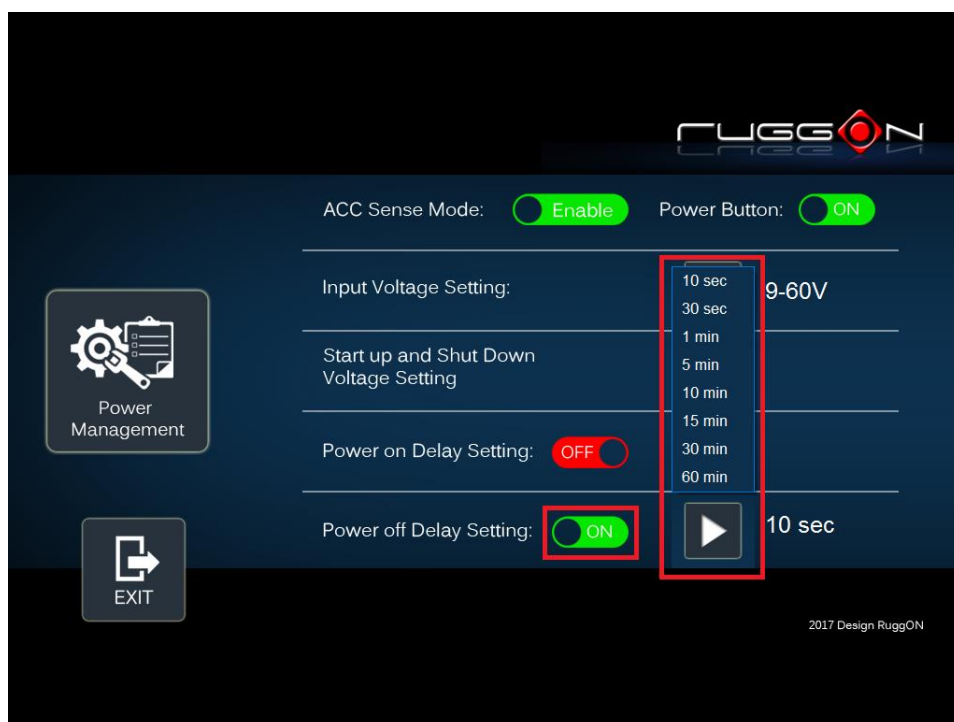 ruggON
ACC Sense Mode:
Enable
Power Button:
ON
Input Voltage Setting:
9-60V
Start up and Shut Down
Voltage Setting
Power on Delay Setting:
OFF
10 sec
30 sec
1 min
5 min
10 min
15 min
30 min
60 min
Power off Delay Setting:
ON
10 sec
Power
Management
EXIT
2017 Design RuggON